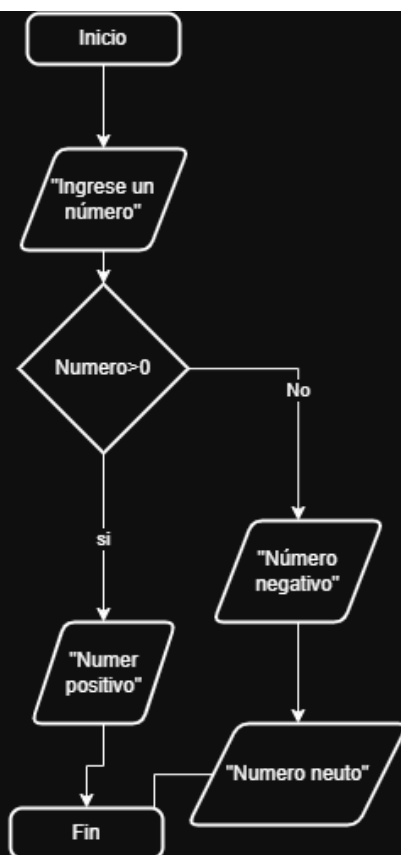 Inicio
"Ingrese un
número"
Numero>0
No
si
"Número
negativo"
"Numer
positivo"
"Numero neuto"
Fin